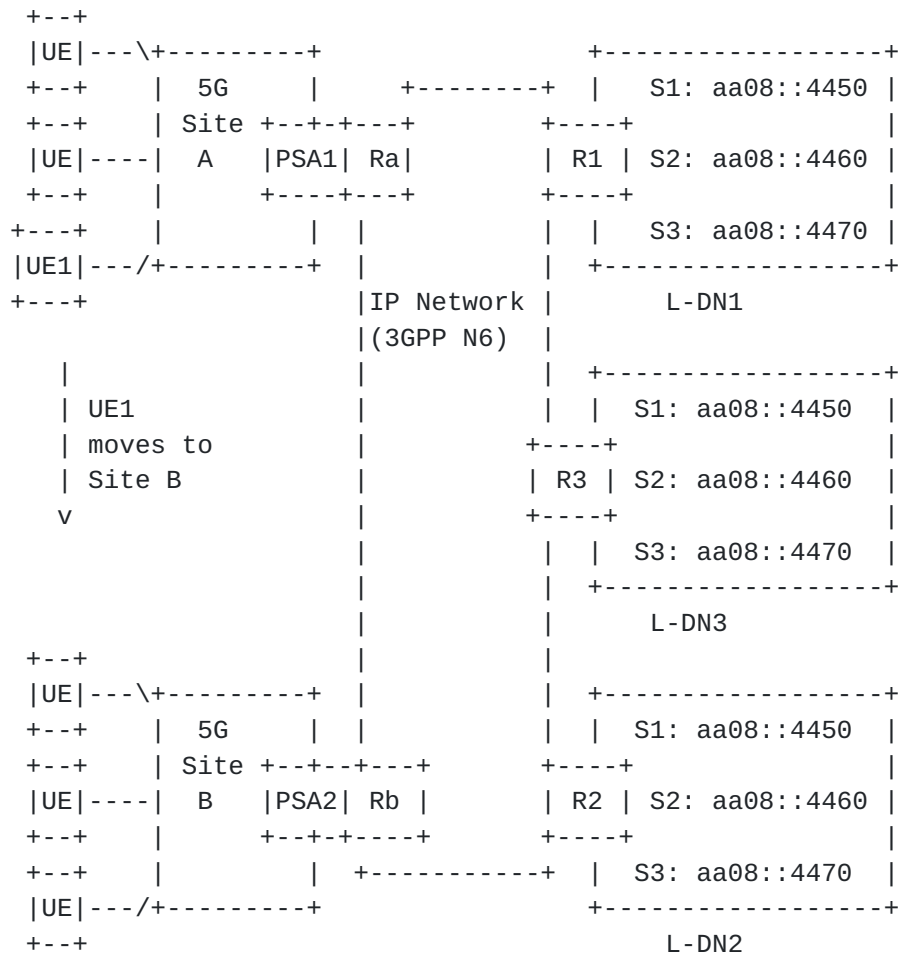 UE
5G S1: aa08::4450
Site
UE A PSA1 Ra R1 S2: aa08::4460
S3: aa08::4470
UE1
IP Network L-DN1
(3GPP N6)
UE1 S1: aa08::4450
moves to
Site B R3 S2: aa08::4460
v
S3: aa08::4470
L-DN3
UE
5G S1: aa08::4450
Site
UE B PSA2 Rb R2 S2: aa08::4460
S3: aa08::4470
UE
L-DN2